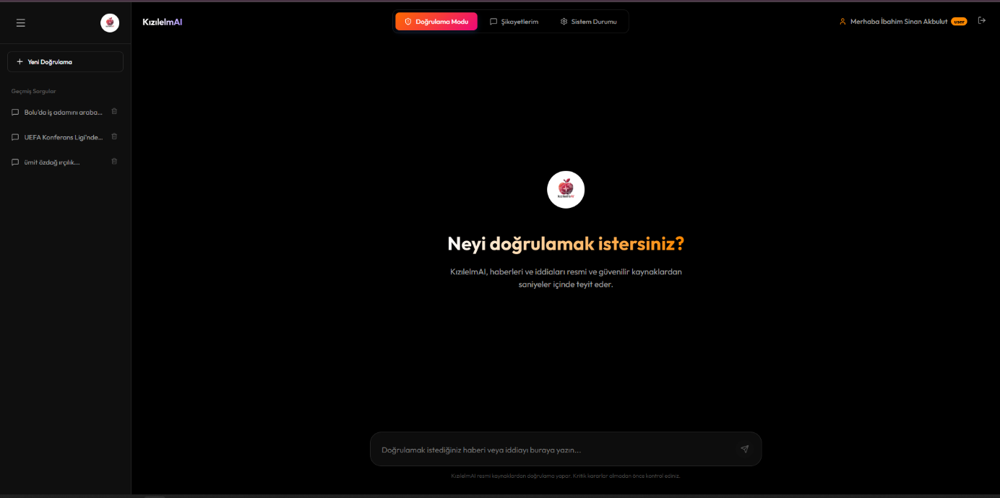 KızılelmAI
Doğrulama Modu
Şikayetlerim
Sistem Durumu
Merhaba İbahim Sinan Akbulut
user
Yeni Doğrulama
Geçmiş Sorgular
Bolu'da iş adamını araba...
UEFA Konferans Ligi'nde...
ümit özdağ ırçılık...
KızılelmAI
Neyi doğrulamak istersiniz?
KızılelmAI, haberleri ve iddiaları resmi ve güvenilir kaynaklardan
saniyeler içinde teyit eder.
Doğrulamak istediğiniz haberi veya iddiayı buraya yazın...
KızılelmAI resmi kaynaklardan doğrulama yapar. Kritik kararlar almadan önce kontrol ediniz.